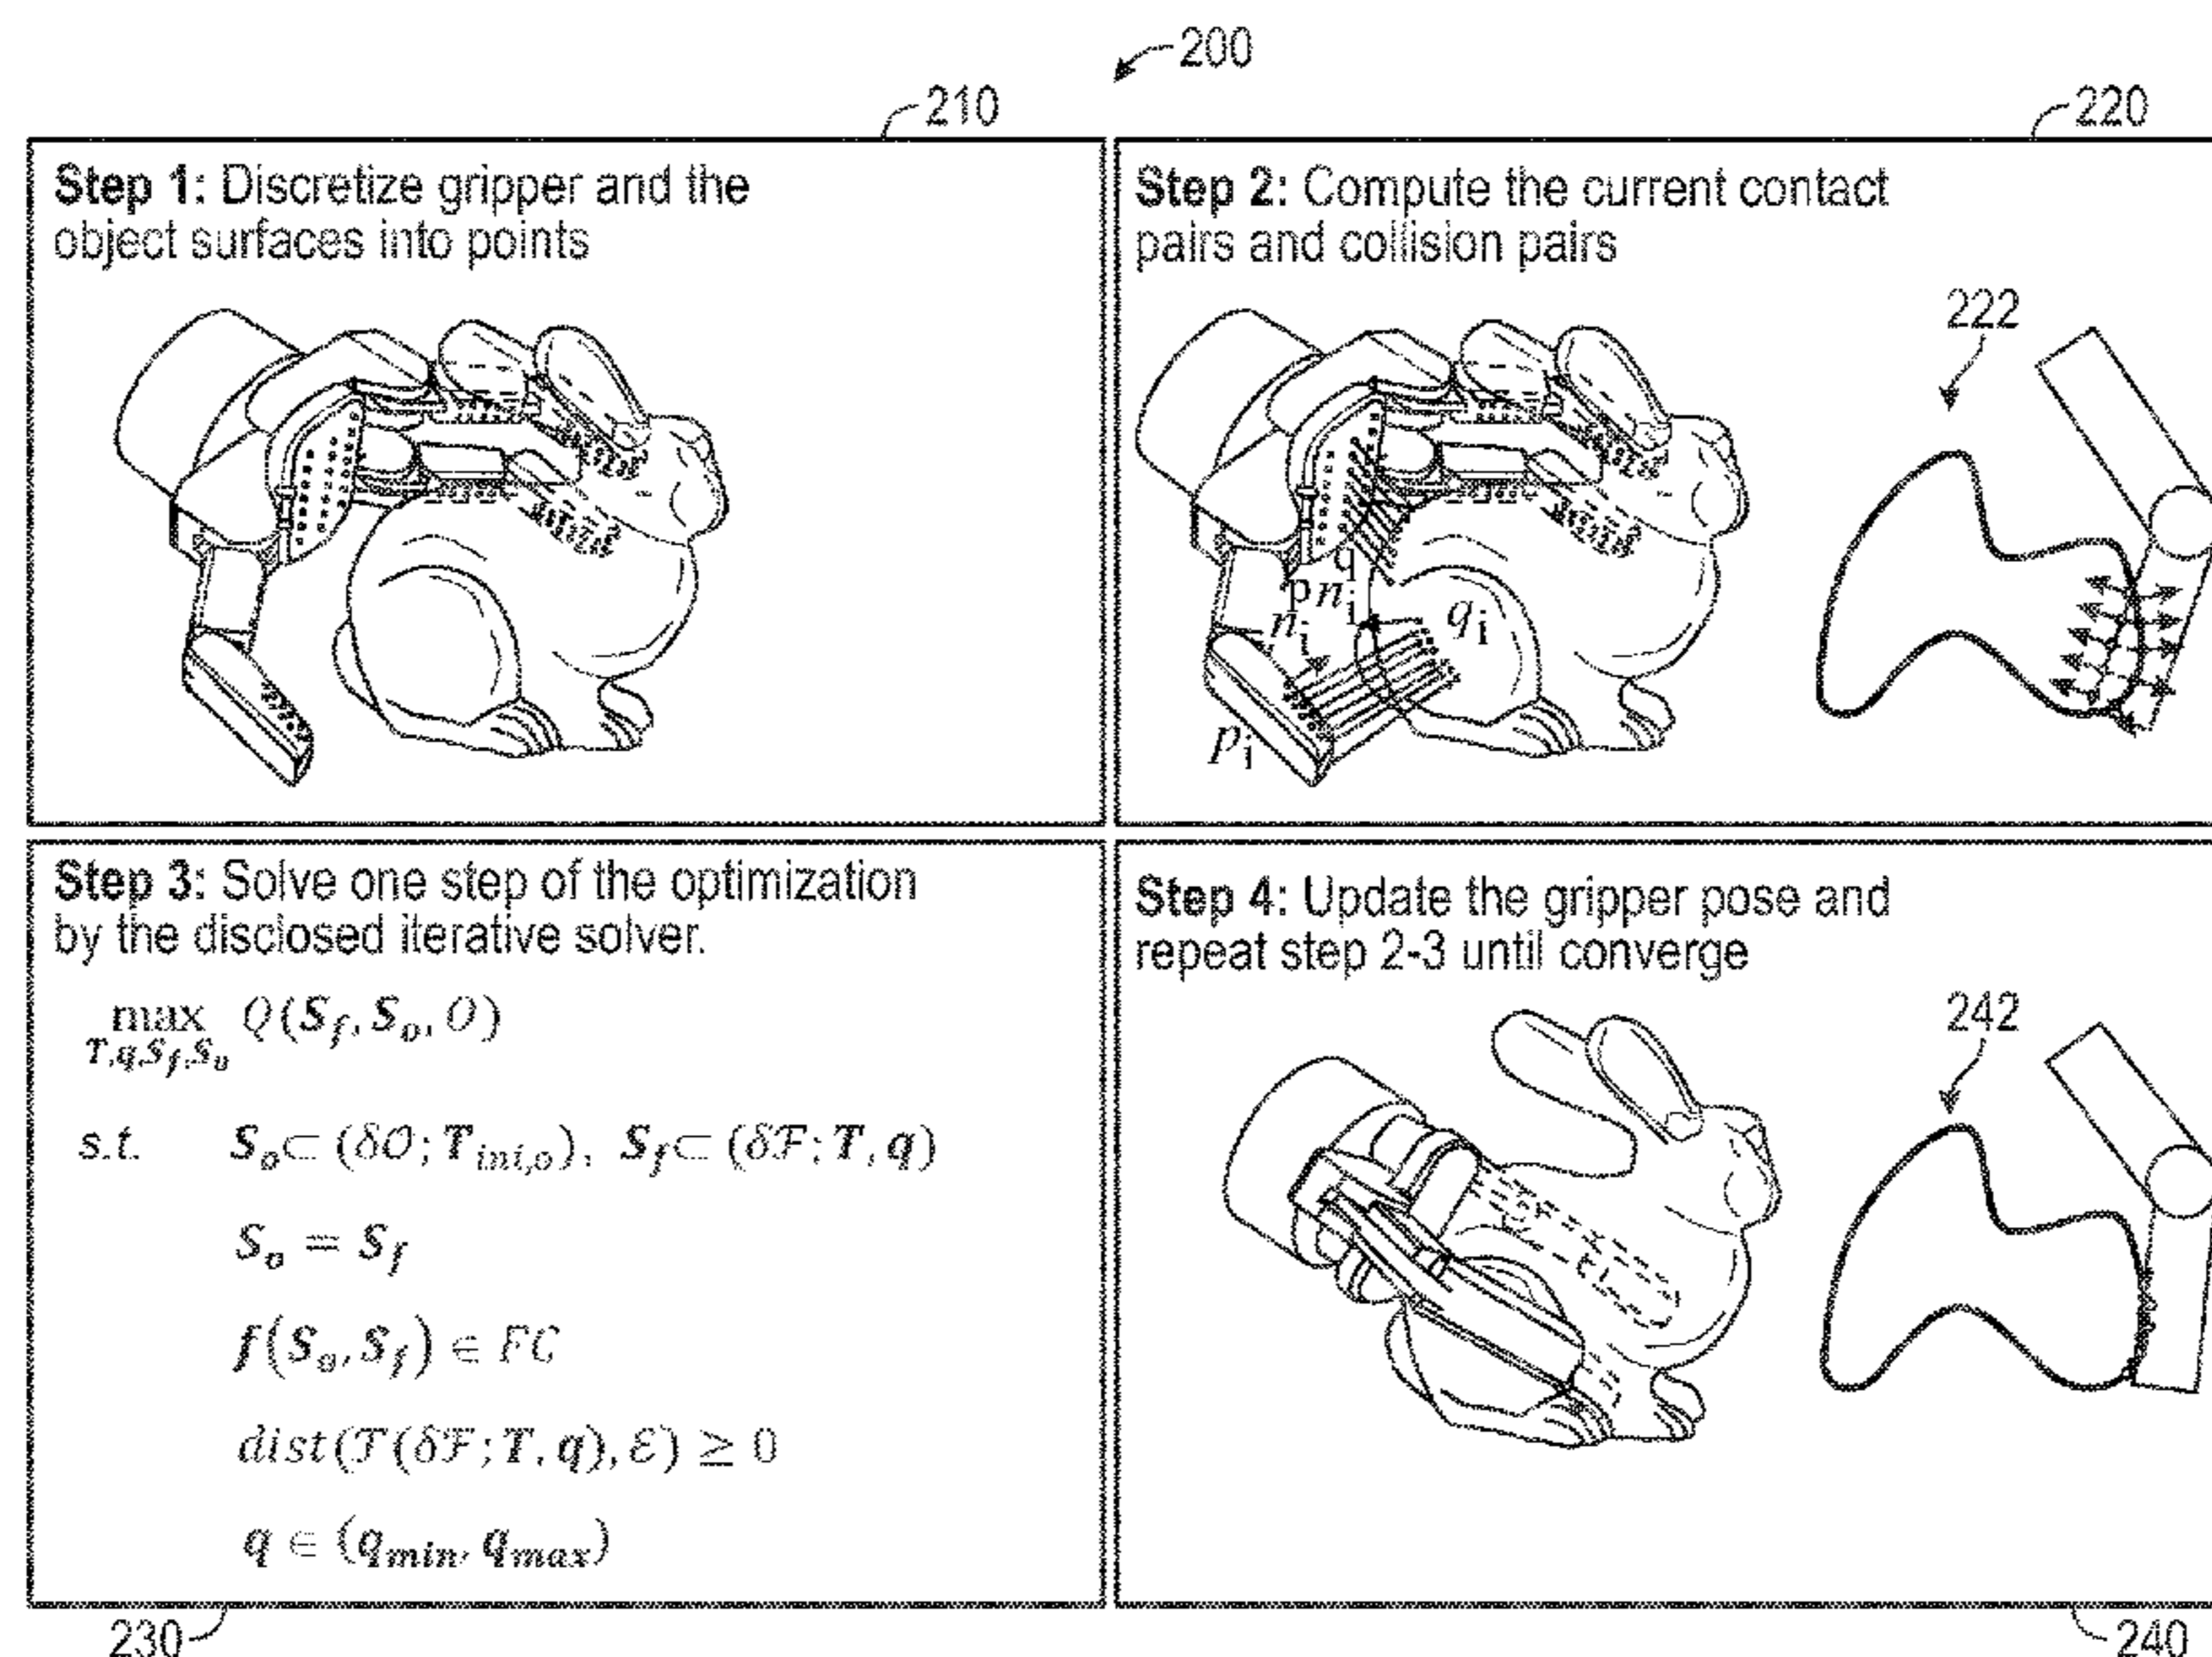 200
210
220
Step 1: Discretize gripper and the
object surfaces into points
Step 2: Compute the current contact
pairs and collision pairs
222
q
p n_i
n_i
q_i
p_i
Step 3: Solve one step of the optimization
by the disclosed iterative solver.
max Q(S_f, S_o, O)
T,q,S_f,S_o
s.t. S_o ⊂ (δO; T_ini,o), S_f ⊂ (δF; T, q)
S_o = S_f
f(S_o, S_f) ∈ FC
dist(T(δF; T, q), ℰ) ≥ 0
q ∈ (q_min, q_max)
Step 4: Update the gripper pose and
repeat step 2-3 until converge
242
230
240